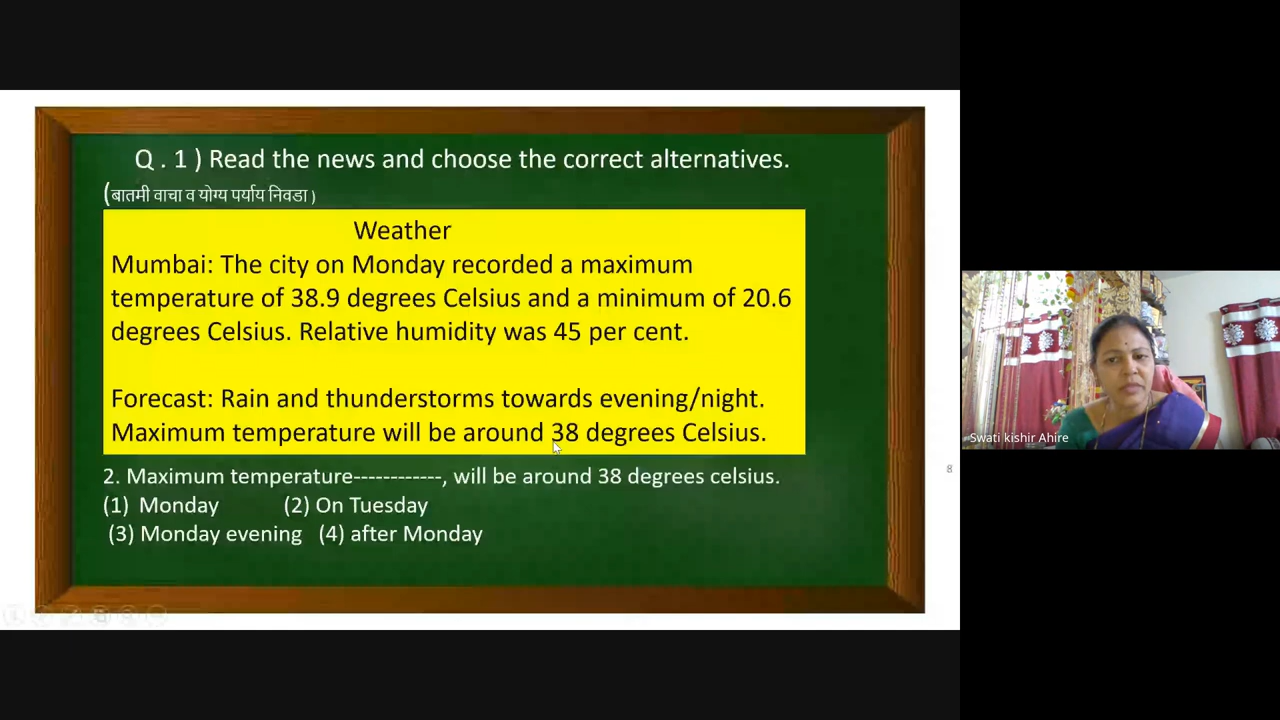 Q . 1 ) Read the news and choose the correct alternatives.
(बातमी वाचा व योग्य पर्याय निवडा )
Weather
Mumbai: The city on Monday recorded a maximum
temperature of 38.9 degrees Celsius and a minimum of 20.6
degrees Celsius. Relative humidity was 45 per cent.
Forecast: Rain and thunderstorms towards evening/night.
Maximum temperature will be around 38 degrees Celsius.
2. Maximum temperature------------, will be around 38 degrees celsius.
(1) Monday (2) On Tuesday
(3) Monday evening (4) after Monday
8
Swati kishir Ahire